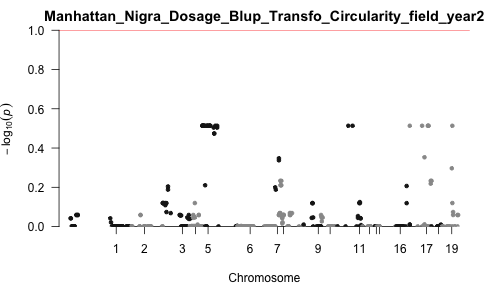 Manhattan_Nigra_Dosage_Blup_Transfo_Circularity_field_year2
1.0
0.8
0.6
0.4
0.2
0.0
− log10(p)
1 2 3 5 6 7 9 11 16 17 19
Chromosome